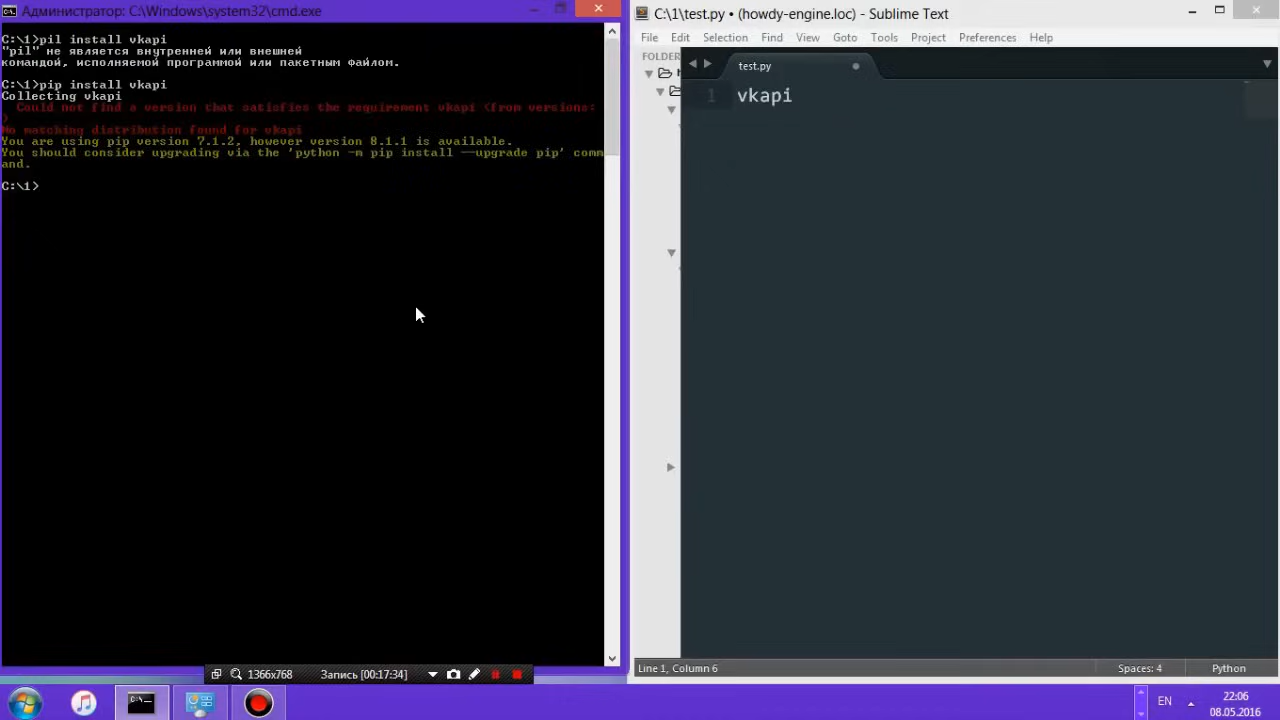 Администратор: C:\Windows\system32\cmd.exe
C:\1>pil install vkapi
"pil" не является внутренней или внешней
командой, исполняемой программой или пакетным файлом.
C:\1>pip install vkapi
Collecting vkapi
Could not find a version that satisfies the requirement vkapi (from versions:
)
No matching distribution found for vkapi
You are using pip version 7.1.2, however version 8.1.1 is available.
You should consider upgrading via the 'python -m pip install --upgrade pip' comm
and.
C:\1>
C:\1\test.py • (howdy-engine.loc) - Sublime Text
File Edit Selection Find View Goto Tools Project Preferences Help
FOLDER
test.py
1 vkapi
Line 1, Column 6 Spaces: 4 Python
1366x768 Запись [00:17:34]
EN
22:06
08.05.2016